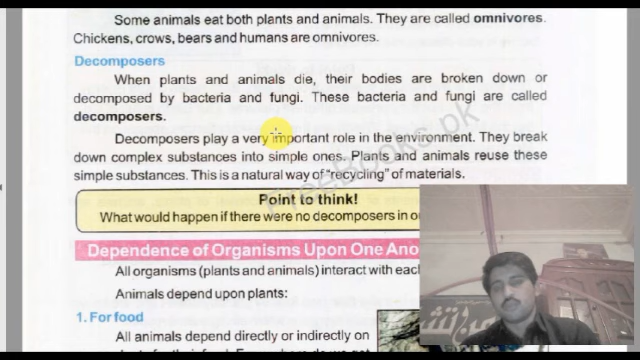 Some animals eat both plants and animals. They are called omnivores.
Chickens, crows, bears and humans are omnivores.
Decomposers
When plants and animals die, their bodies are broken down or
decomposed by bacteria and fungi. These bacteria and fungi are called
decomposers.
Decomposers play a very important role in the environment. They break
down complex substances into simple ones. Plants and animals reuse these
simple substances. This is a natural way of "recycling" of materials.
FreeBooks.pk
Point to think!
What would happen if there were no decomposers in
Dependence of Organisms Upon One
All organisms (plants and animals) interact with
Animals depend upon plants:
1. For food
All animals depend directly or indirectly on